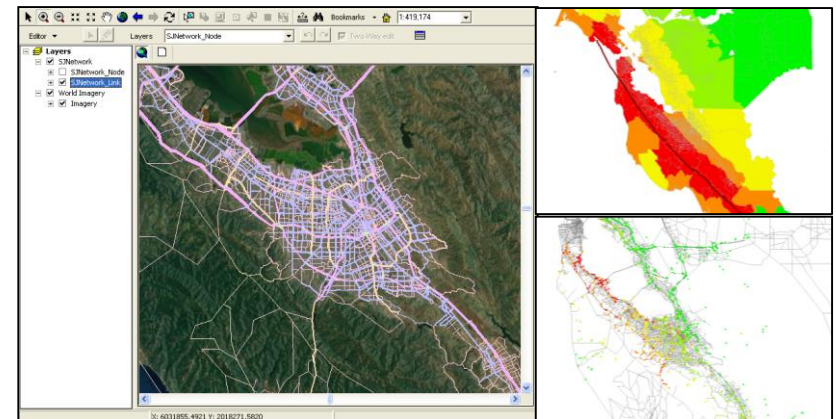 Bookmarks 1:419,174
Editor Layers SJNetwork_Node Two-Way edit
Layers
SJNetwork
SJNetwork_Node
SJNetwork_Link
World Imagery
Imagery
X: 6031855.4921 Y: 2018271.5820